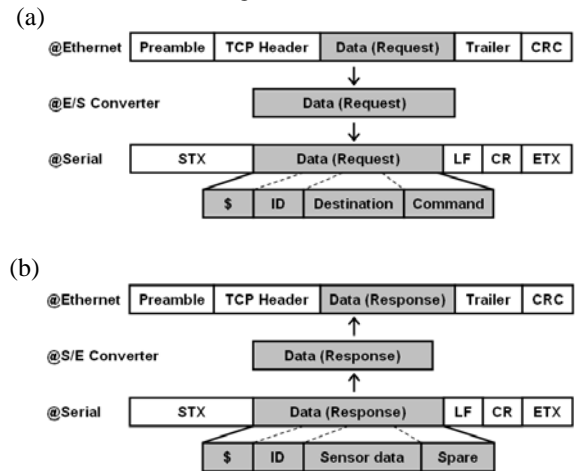 (a)
@Ethernet Preamble TCP Header Data (Request) Trailer CRC
@E/S Converter Data (Request)
@Serial STX Data (Request) LF CR ETX
$ ID Destination Command
(b)
@Ethernet Preamble TCP Header Data (Response) Trailer CRC
@S/E Converter Data (Response)
@Serial STX Data (Response) LF CR ETX
$ ID Sensor data Spare